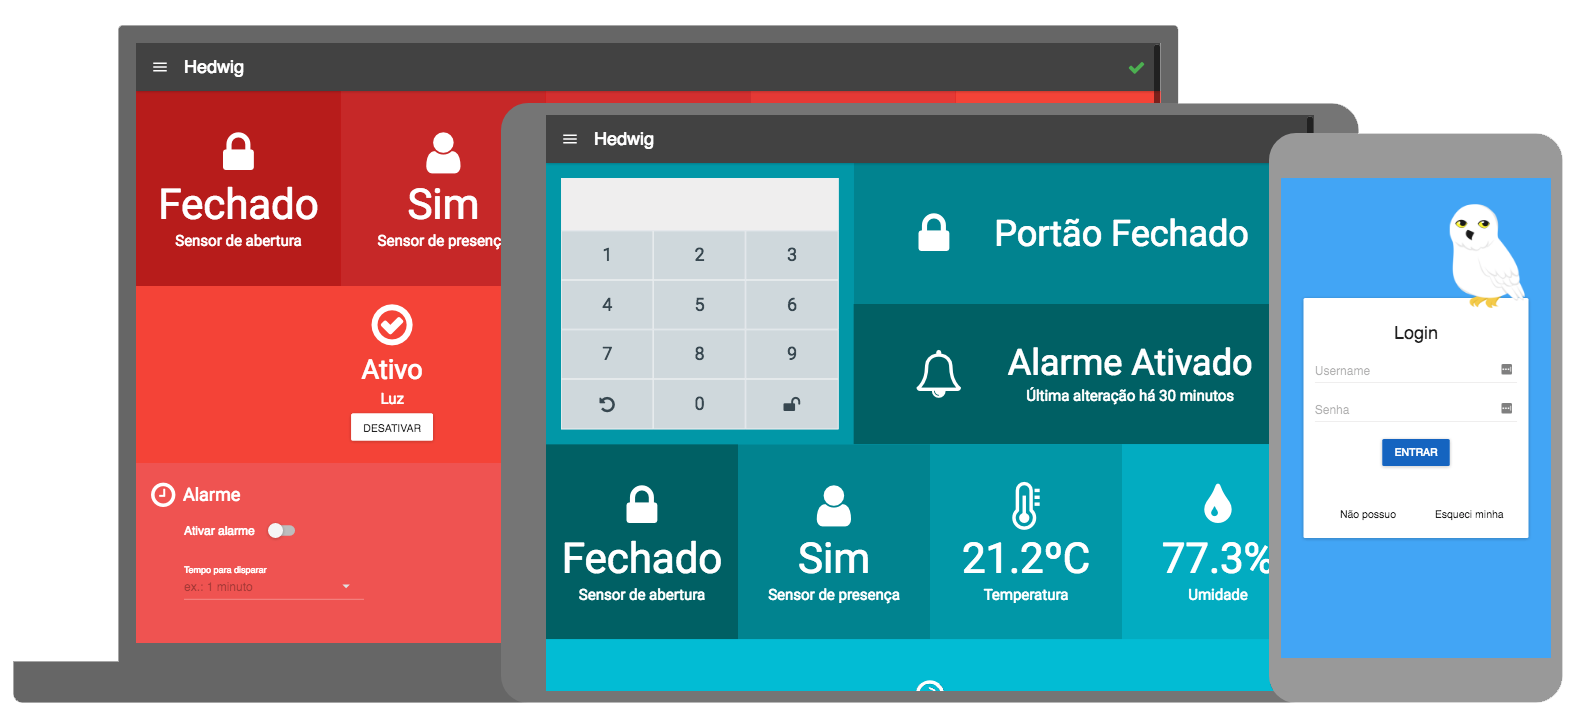 Hedwig
Fechado
Sensor de abertura
Sim
Sensor de presenç
Ativo
Luz
DESATIVAR
Alarme
Ativar alarme
Tempo para disparar
ex.: 1 minuto
Hedwig
1 2 3
4 5 6
7 8 9
0
Portão Fechado
Alarme Ativado
Última alteração há 30 minutos
Fechado
Sensor de abertura
Sim
Sensor de presença
21.2ºC
Temperatura
77.3%
Umidade
Login
Username
Senha
ENTRAR
Não possuo
Esqueci minha